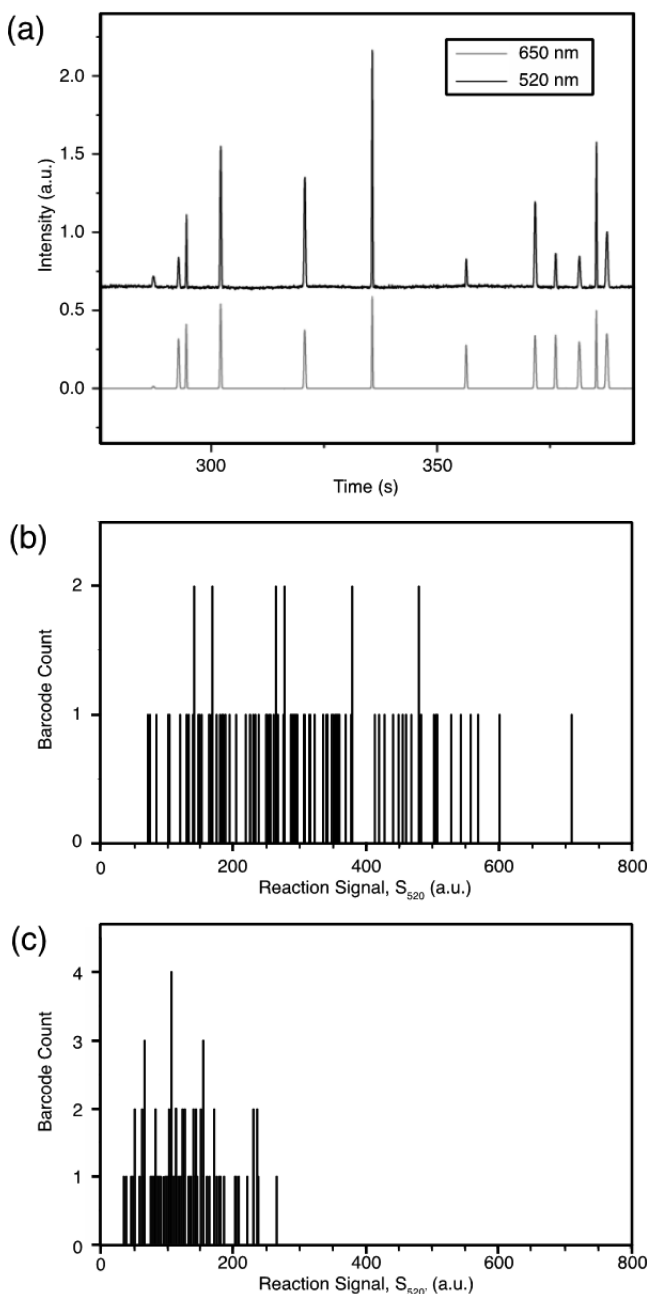 (a)
650 nm
520 nm
2.0
1.5
1.0
0.5
0.0
Intensity (a.u.)
300
350
Time (s)
(b)
2
1
0
Barcode Count
0
200
400
600
800
Reaction Signal, S520 (a.u.)
(c)
4
3
2
1
0
Barcode Count
0
200
400
600
800
Reaction Signal, S520' (a.u.)